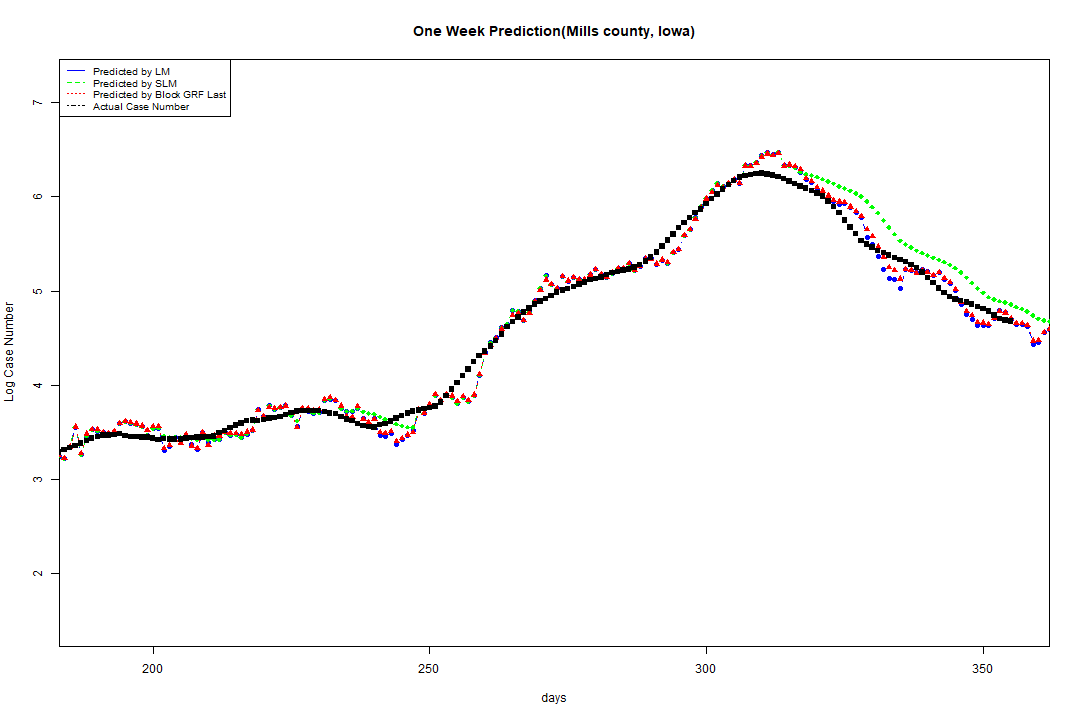 One Week Prediction(Mills county, Iowa)
Predicted by LM
Predicted by SLM
Predicted by Block GRF Last
Actual Case Number
7
6
5
4
3
2
Log Case Number
200
250
300
350
days